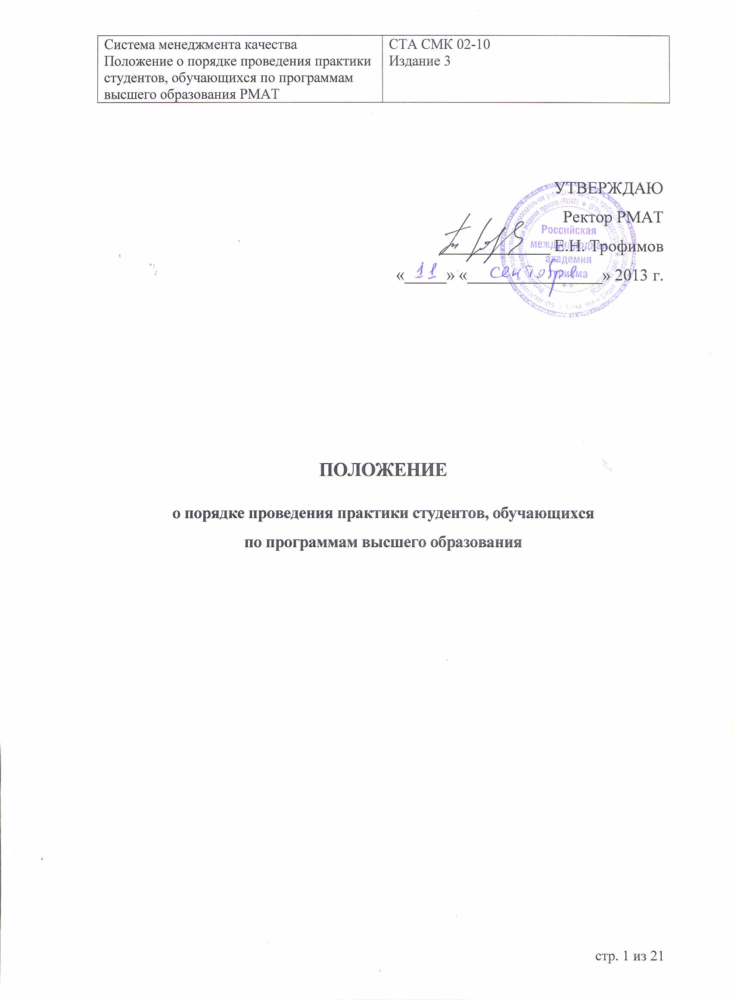 Система менеджмента качества
Положение о порядке проведения практики
студентов, обучающихся по программам
высшего образования РМАТ
СТА СМК 02-10
Издание 3
УТВЕРЖДАЮ
Ректор РМАТ
Е.Н. Трофимов
«11» «сентября» 2013 г.
Российская
международная
академия
туризма
ПОЛОЖЕНИЕ
о порядке проведения практики студентов, обучающихся
по программам высшего образования
стр. 1 из 21